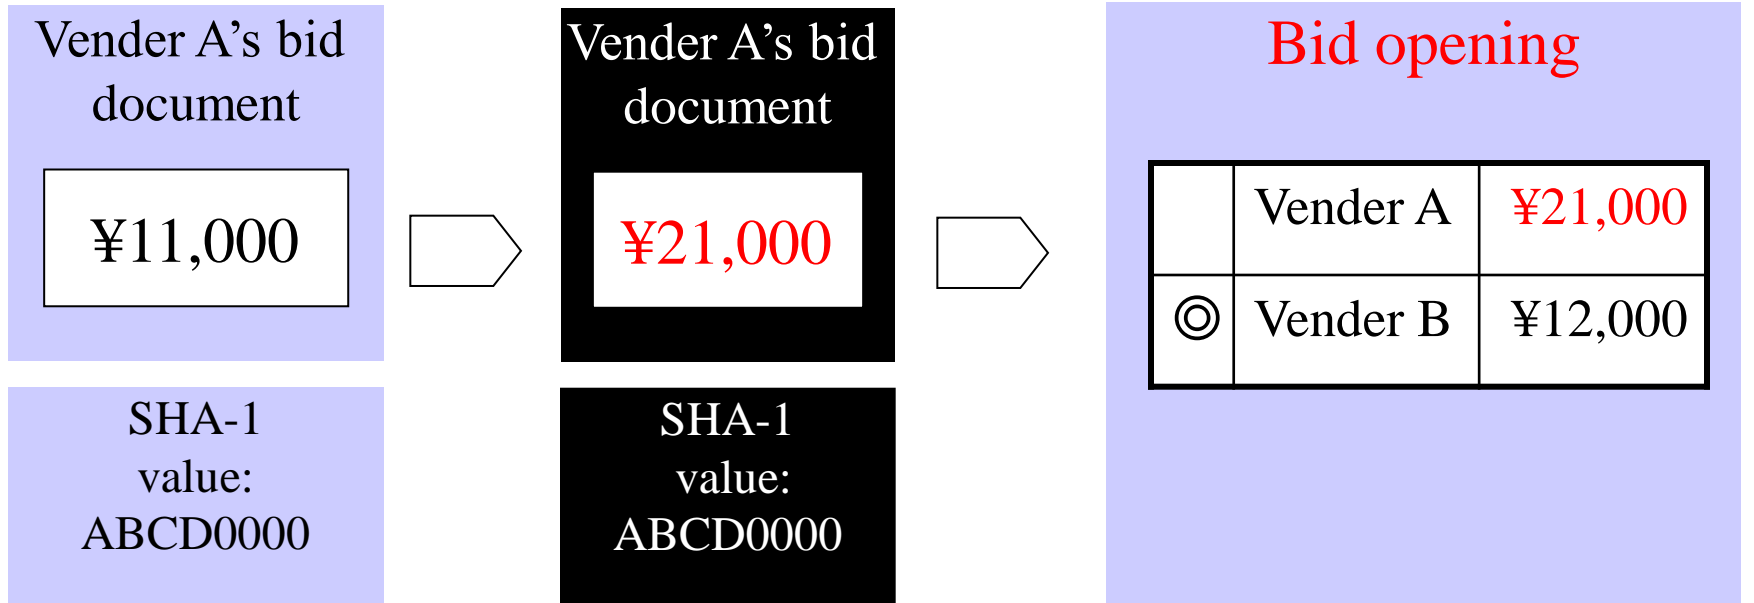 Vender A’s bid
document
¥11,000
SHA-1
value:
ABCD0000
Vender A’s bid
document
¥21,000
SHA-1
value:
ABCD0000
Bid opening
Vender A ¥21,000
◎ Vender B ¥12,000